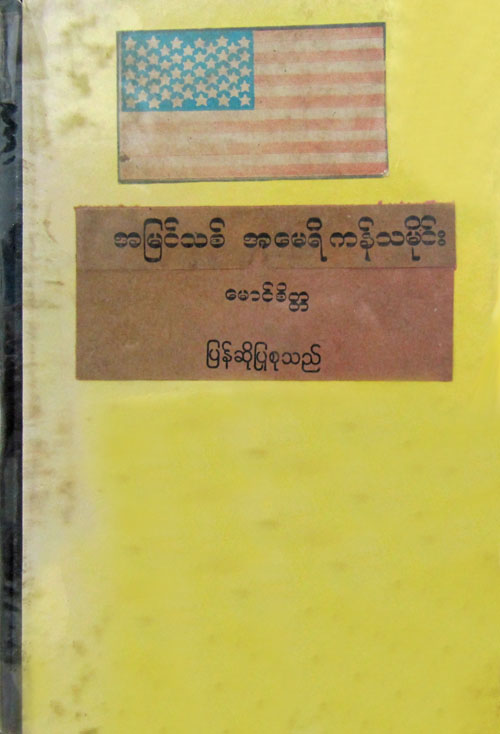 အမြင်သစ် အမေရိကန်သမိုင်း
မောင်စိတ္တ
ပြန်ဆိုပြုစုသည်